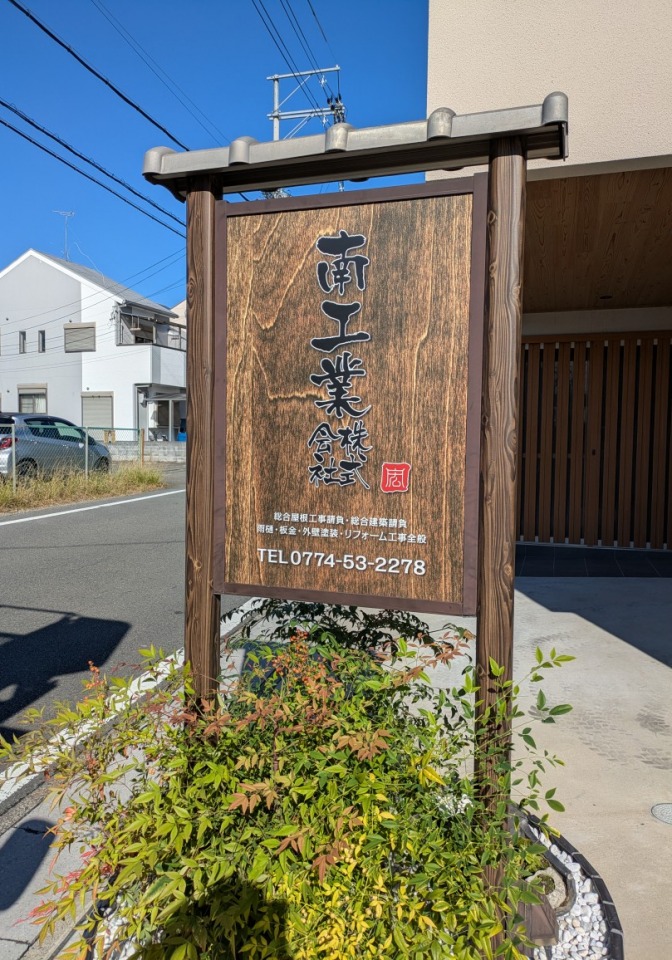 南工業
株式
会社
総合屋根工事請負・総合建築請負
雨樋・板金・外壁塗装・リフォーム工事全般
TEL 0774-53-2278